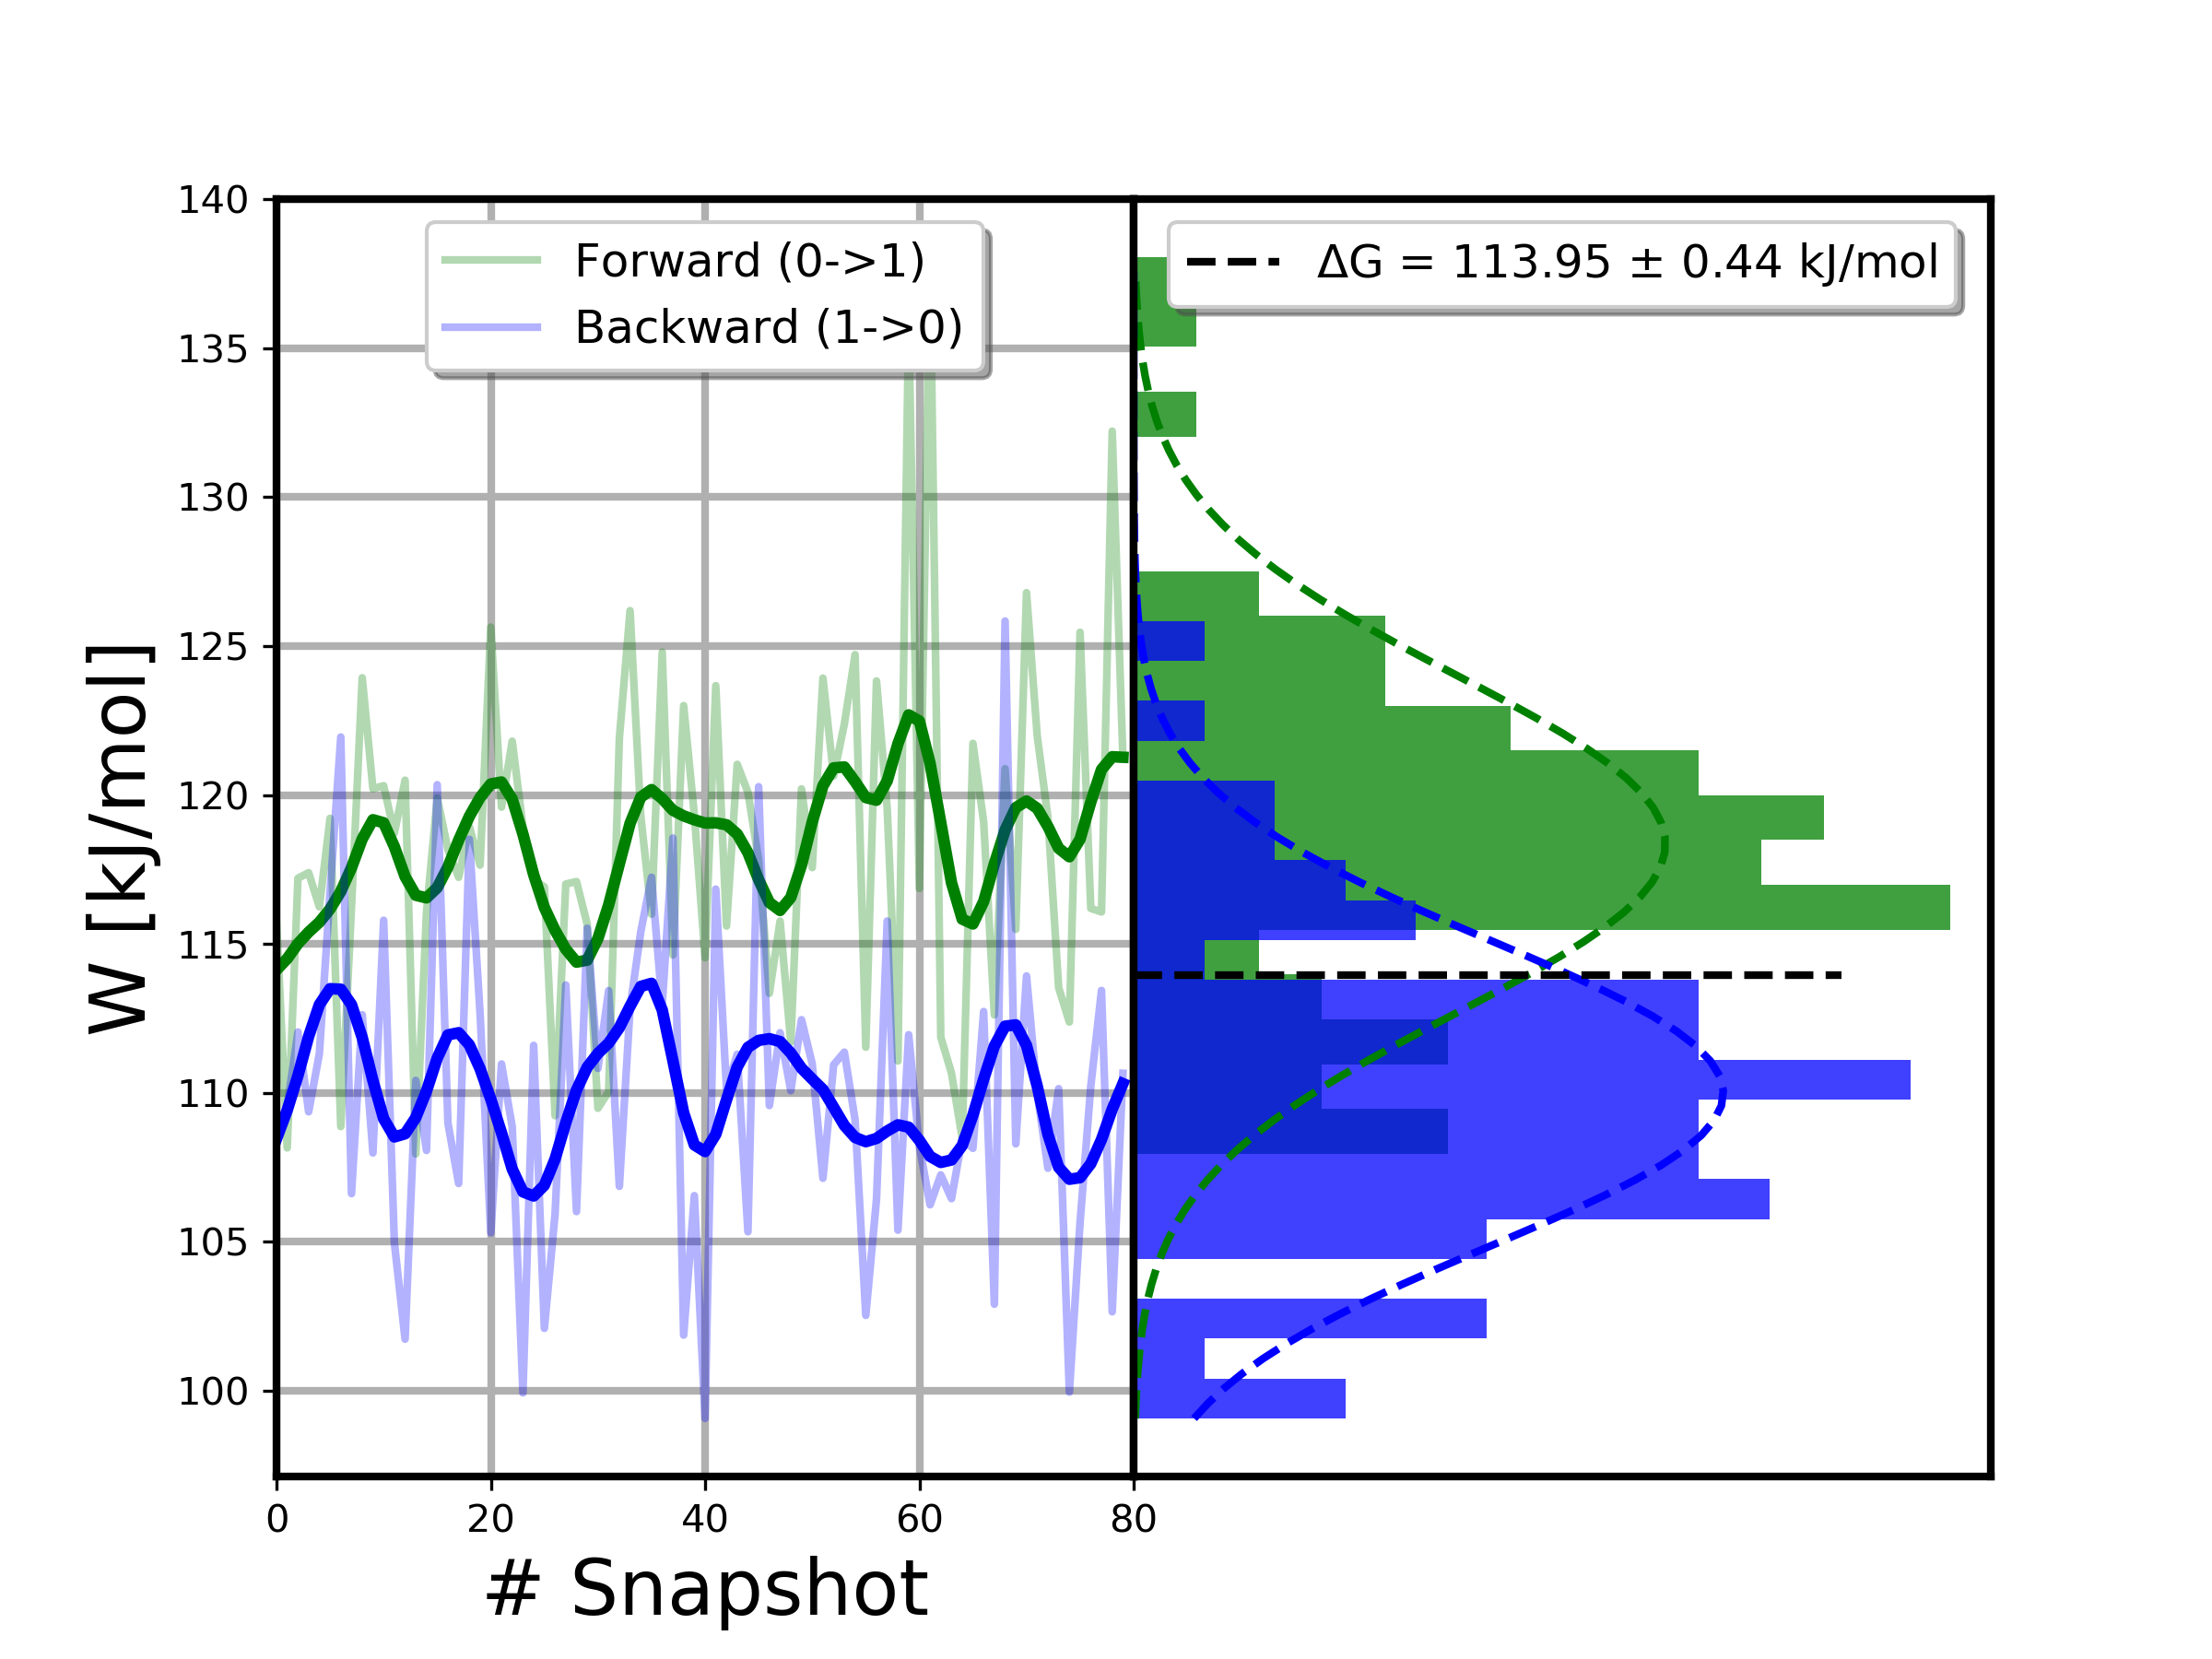 140
135
130
125
120
115
110
105
100
W [kJ/mol]
Forward (0->1)
Backward (1->0)
ΔG = 113.95 ± 0.44 kJ/mol
0 20 40 60 80
# Snapshot